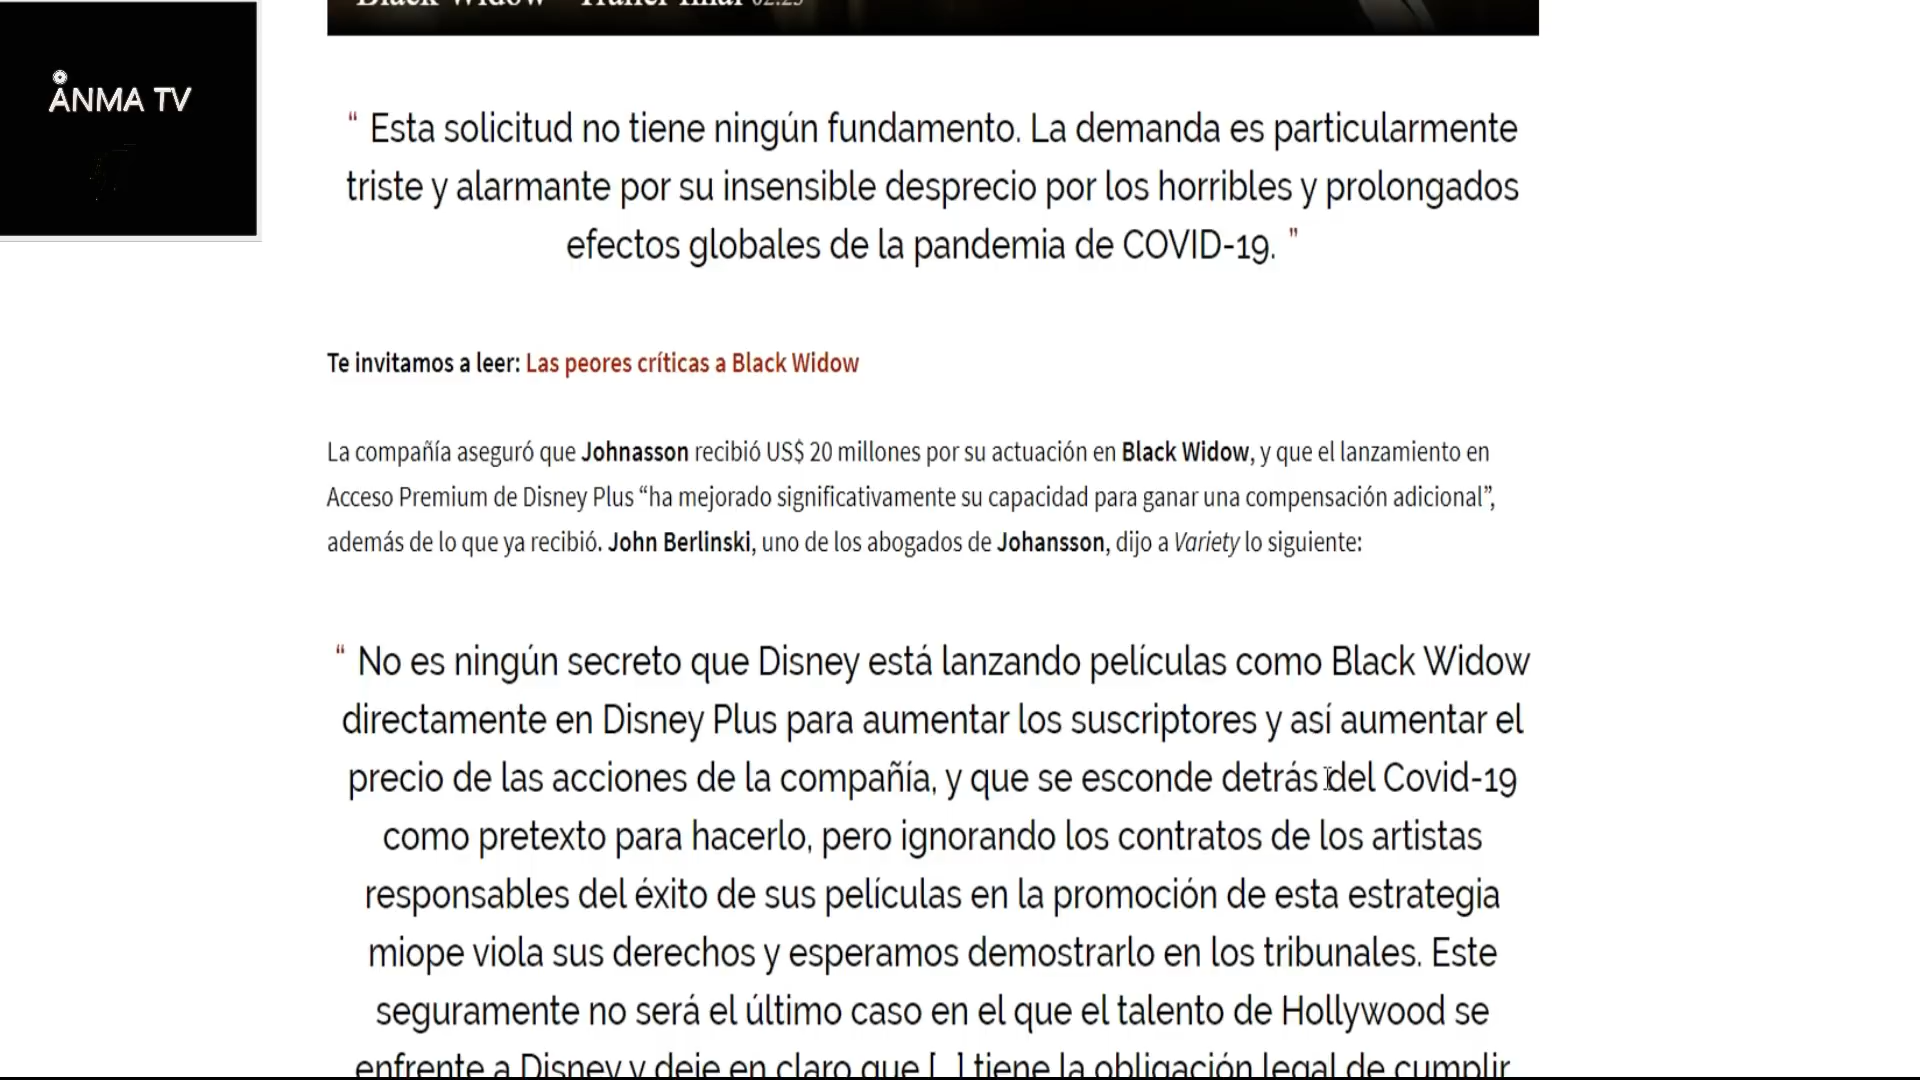 Black Widow - Tráiler final 02:23
ÅNMA TV
“ Esta solicitud no tiene ningún fundamento. La demanda es particularmente
triste y alarmante por su insensible desprecio por los horribles y prolongados
efectos globales de la pandemia de COVID-19. ”
Te invitamos a leer: Las peores críticas a Black Widow
La compañía aseguró que Johnasson recibió US$ 20 millones por su actuación en Black Widow, y que el lanzamiento en
Acceso Premium de Disney Plus “ha mejorado significativamente su capacidad para ganar una compensación adicional”,
además de lo que ya recibió. John Berlinski, uno de los abogados de Johansson, dijo a Variety lo siguiente:
“ No es ningún secreto que Disney está lanzando películas como Black Widow
directamente en Disney Plus para aumentar los suscriptores y así aumentar el
precio de las acciones de la compañía, y que se esconde detrás del Covid-19
como pretexto para hacerlo, pero ignorando los contratos de los artistas
responsables del éxito de sus películas en la promoción de esta estrategia
miope viola sus derechos y esperamos demostrarlo en los tribunales. Este
seguramente no será el último caso en el que el talento de Hollywood se
enfrente a Disney y deje en claro que [...] tiene la obligación legal de cumplir